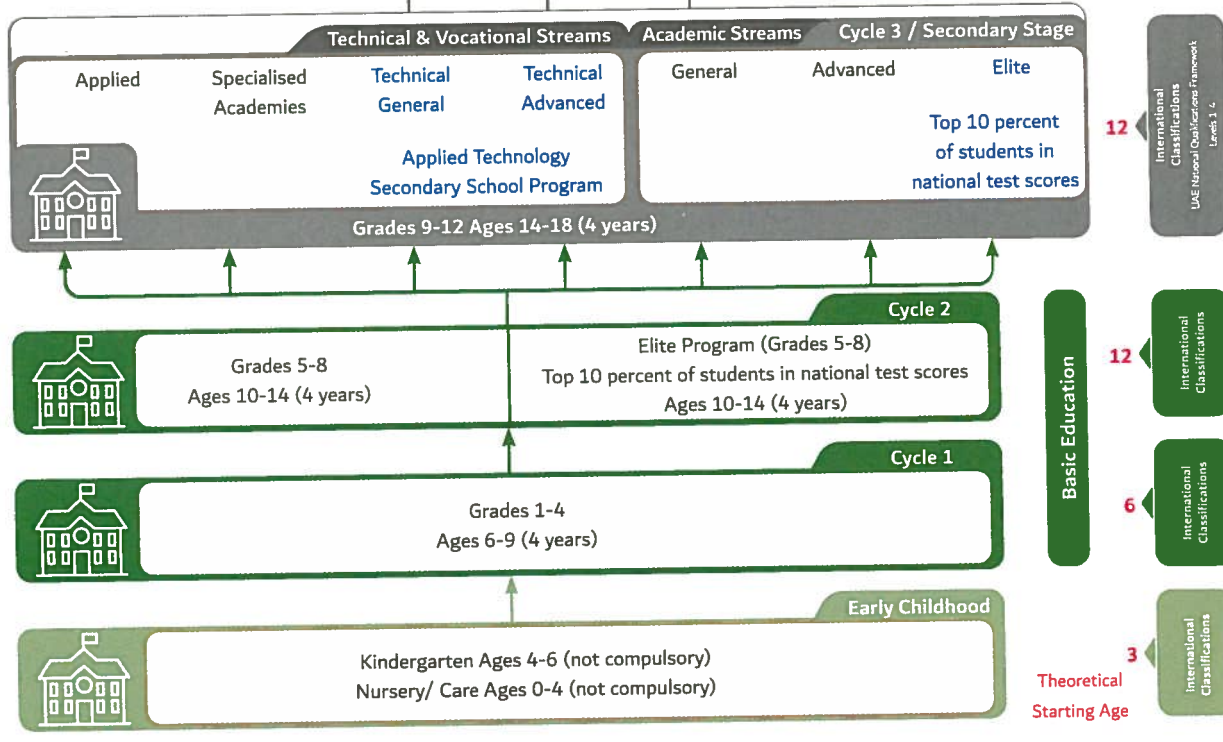 Technical & Vocational Streams
Academic Streams
Cycle 3 / Secondary Stage
Applied
Specialised
Academies
Technical
General
Technical
Advanced
Applied Technology
Secondary School Program
General
Advanced
Elite
Top 10 percent
of students in
national test scores
Grades 9-12 Ages 14-18 (4 years)
12
International
Classifications
UAE National Qualifications Framework
Levels 1-4
Cycle 2
Grades 5-8
Ages 10-14 (4 years)
Elite Program (Grades 5-8)
Top 10 percent of students in national test scores
Ages 10-14 (4 years)
12
International
Classifications
Basic Education
Cycle 1
Grades 1-4
Ages 6-9 (4 years)
6
International
Classifications
Early Childhood
Kindergarten Ages 4-6 (not compulsory)
Nursery/ Care Ages 0-4 (not compulsory)
3
International
Classifications
Theoretical
Starting Age